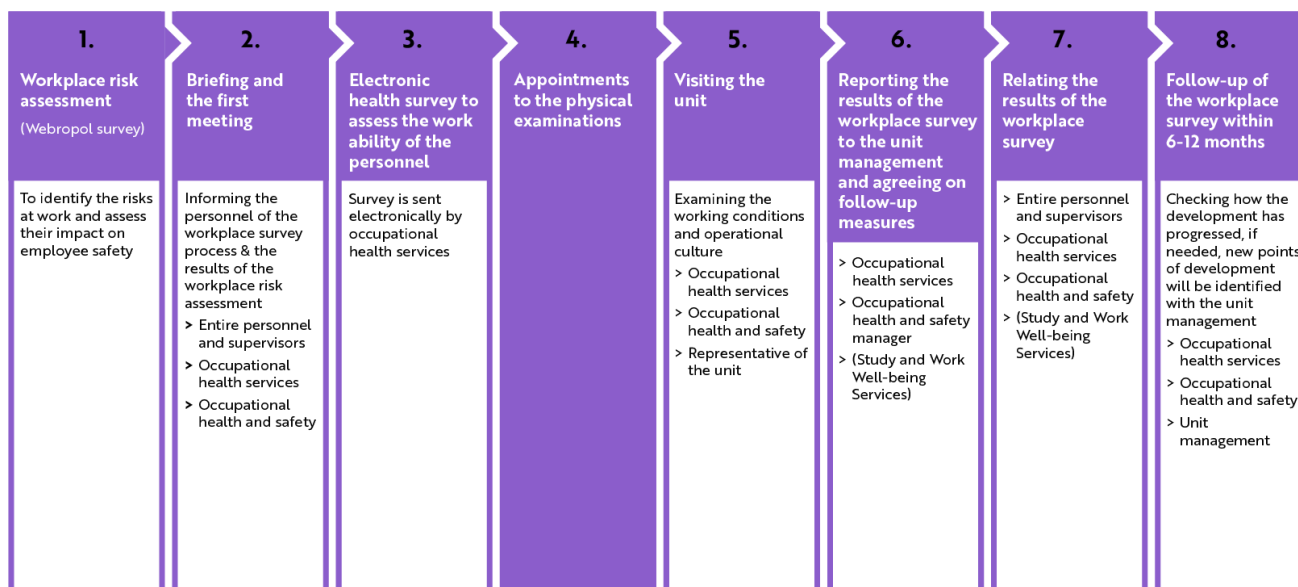 1.
Workplace risk
assessment
(Webropol survey)
To identify the risks
at work and assess
their impact on
employee safety
2.
Briefing and
the first
meeting
Informing the
personnel of the
workplace survey
process & the
results of the
workplace risk
assessment
> Entire personnel
and supervisors
> Occupational
health services
> Occupational
health and safety
3.
Electronic
health survey to
assess the work
ability of the
personnel
Survey is sent
electronically by
occupational
health services
4.
Appointments
to the physical
examinations
5.
Visiting the
unit
Examining the
working conditions
and operational
culture
> Occupational
health services
> Occupational
health and safety
> Representative of
the unit
6.
Reporting the
results of the
workplace survey
to the unit
management
and agreeing on
follow-up
measures
> Occupational
health services
> Occupational
health and safety
manager
> (Study and Work
Well-being
Services)
7.
Relating the
results of the
workplace
survey
> Entire personnel
and supervisors
> Occupational
health services
> Occupational
health and safety
> (Study and Work
Well-being
Services)
8.
Follow-up of
the workplace
survey within
6-12 months
Checking how the
development has
progressed, if
needed, new points
of development
will be identified
with the unit
management
> Occupational
health services
> Occupational
health and safety
> Unit
management